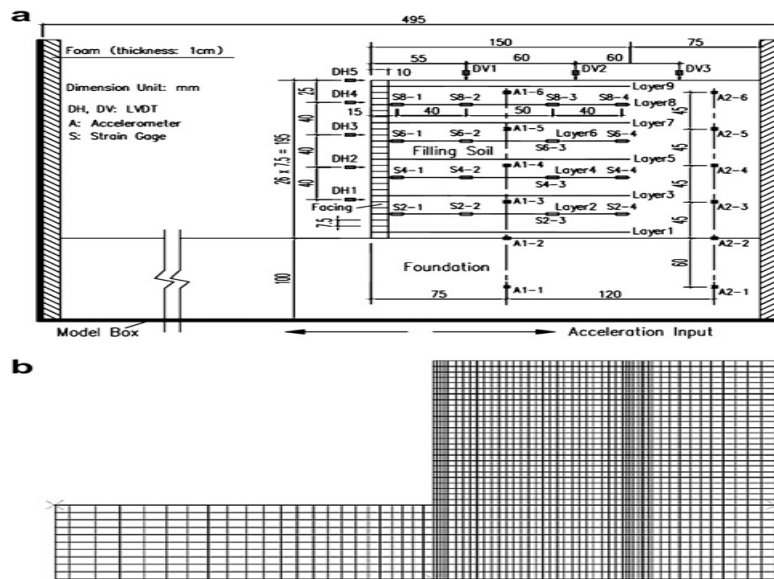 a
495
150
75
Foam (thickness: 1cm)
55
60
60
DH5
10
DV1
DV2
DV3
Dimension Unit: mm
Layer9
25
DH4
S8-1
S8-2
A1-6
S8-3
S8-4
Layer8
A2-6
DH, DV: LVDT
15
40
50
40
Layer7
45
A: Accelerometer
40
DH3
A1-5
A2-5
S: Strain Gage
S6-1
S6-2
Layer6
S6-4
26 x 7.5 = 195
Filling Soil
S6-3
45
40
DH2
A1-4
Layer5
A2-4
S4-1
S4-2
Layer4
S4-4
S4-3
45
40
DH1
A1-3
Layer3
A2-3
Facing
S2-1
S2-2
Layer2
S2-4
7.5
S2-3
45
Layer1
A1-2
A2-2
100
Foundation
60
A1-1
A2-1
75
120
Model Box
Acceleration Input
b